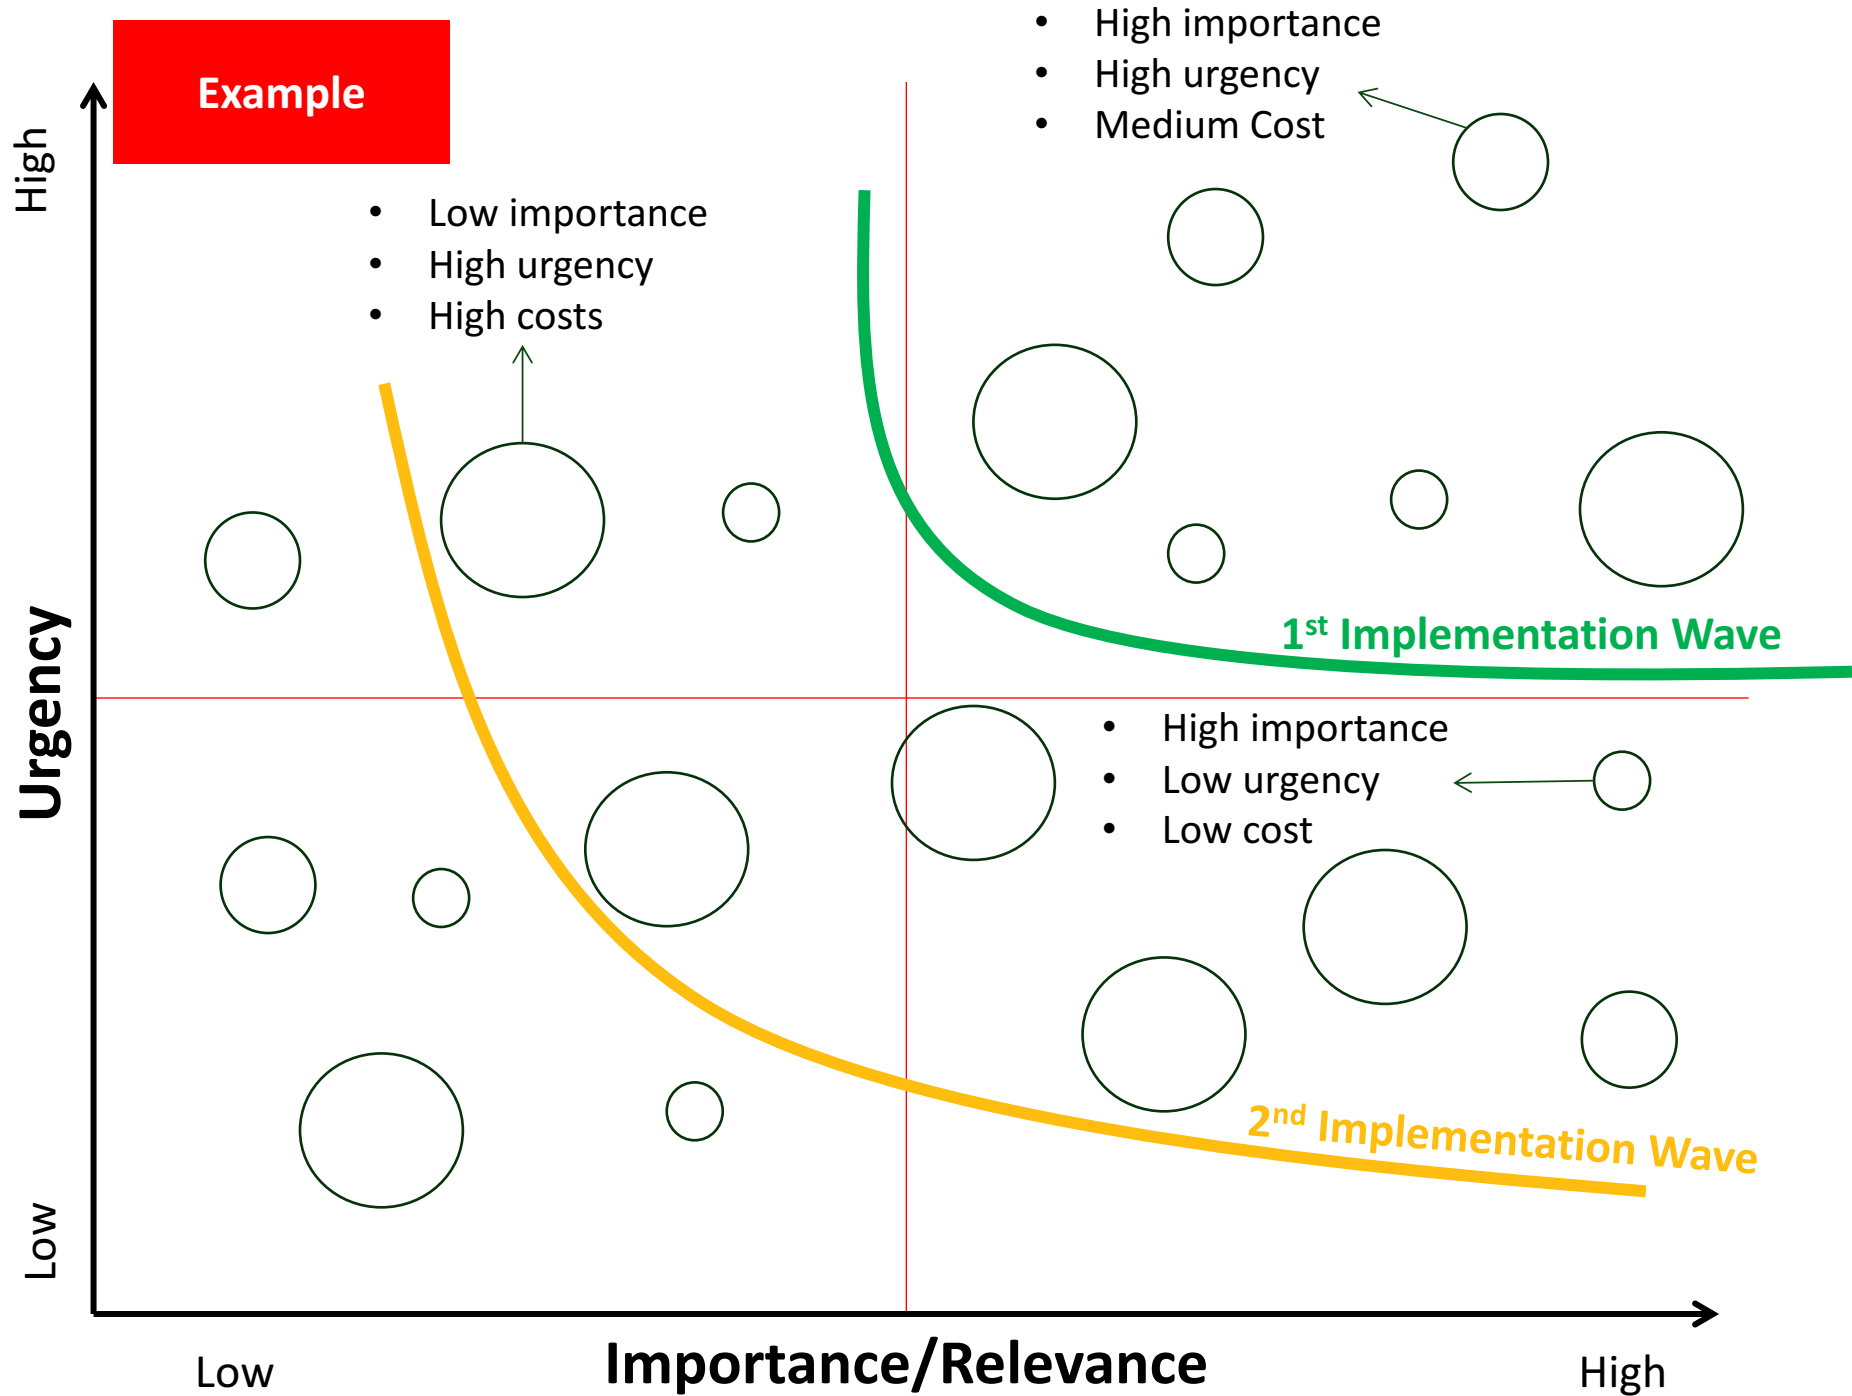 Example
• High importance
• High urgency
• Medium Cost
High
• Low importance
• High urgency
• High costs
1st Implementation Wave
Urgency
• High importance
• Low urgency
• Low cost
2nd Implementation Wave
Low
Low
Importance/Relevance
High